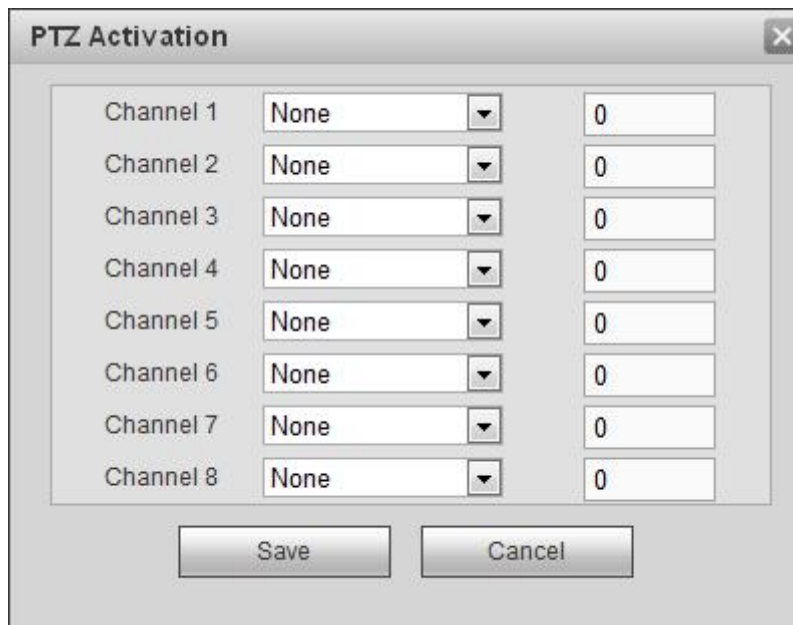 PTZ Activation
Channel 1 None 0
Channel 2 None 0
Channel 3 None 0
Channel 4 None 0
Channel 5 None 0
Channel 6 None 0
Channel 7 None 0
Channel 8 None 0
Save Cancel